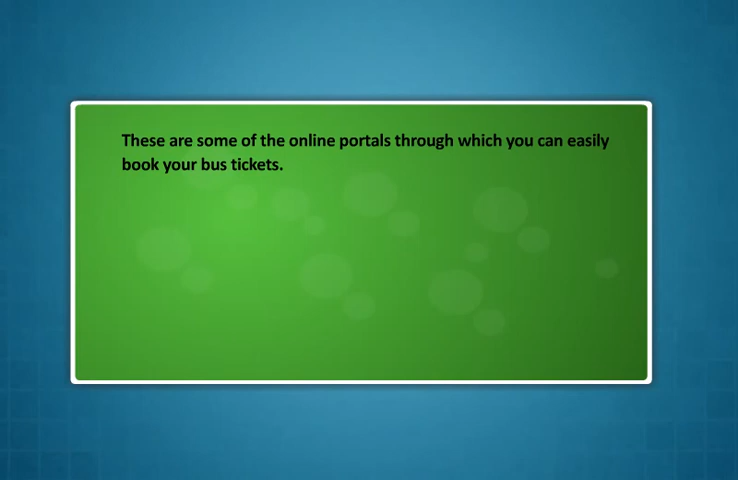 These are some of the online portals through which you can easily
book your bus tickets.